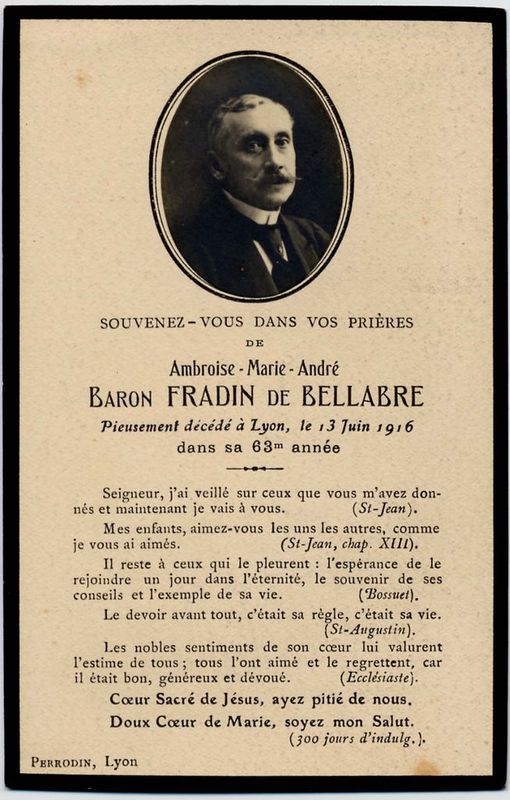 SOUVENEZ-VOUS DANS VOS PRIÈRES
DE
Ambroise - Marie - André
BARON FRADIN DE BELLABRE
Pieusement décédé à Lyon, le 13 Juin 1916
dans sa 63me année
Seigneur, j'ai veillé sur ceux que vous m'avez don-
nés et maintenant je vais à vous. (St-Jean).
Mes enfants, aimez-vous les uns les autres, comme
je vous ai aimés. (St-Jean, chap. XIII).
Il reste à ceux qui le pleurent : l'espérance de le
rejoindre un jour dans l'éternité, le souvenir de ses
conseils et l'exemple de sa vie. (Bossuet).
Le devoir avant tout, c'était sa règle, c'était sa vie.
(St-Augustin).
Les nobles sentiments de son cœur lui valurent
l'estime de tous ; tous l'ont aimé et le regrettent, car
il était bon, généreux et dévoué. (Ecclésiaste).
Cœur Sacré de Jésus, ayez pitié de nous.
Doux Cœur de Marie, soyez mon Salut.
(300 jours d'indulg.).
PERRODIN, Lyon